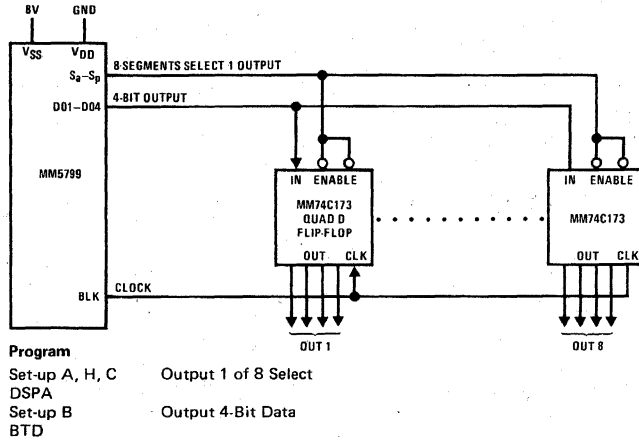 8V GND
VSS VDD
Sa–Sp
8-SEGMENTS SELECT 1 OUTPUT
D01–D04
4-BIT OUTPUT
MM5799
IN ENABLE
MM74C173
QUAD D
FLIP-FLOP
OUT CLK
IN ENABLE
MM74C173
OUT CLK
BLK
CLOCK
OUT 1
OUT 8
Program
Set-up A, H, C Output 1 of 8 Select
DSPA
Set-up B Output 4-Bit Data
BTD